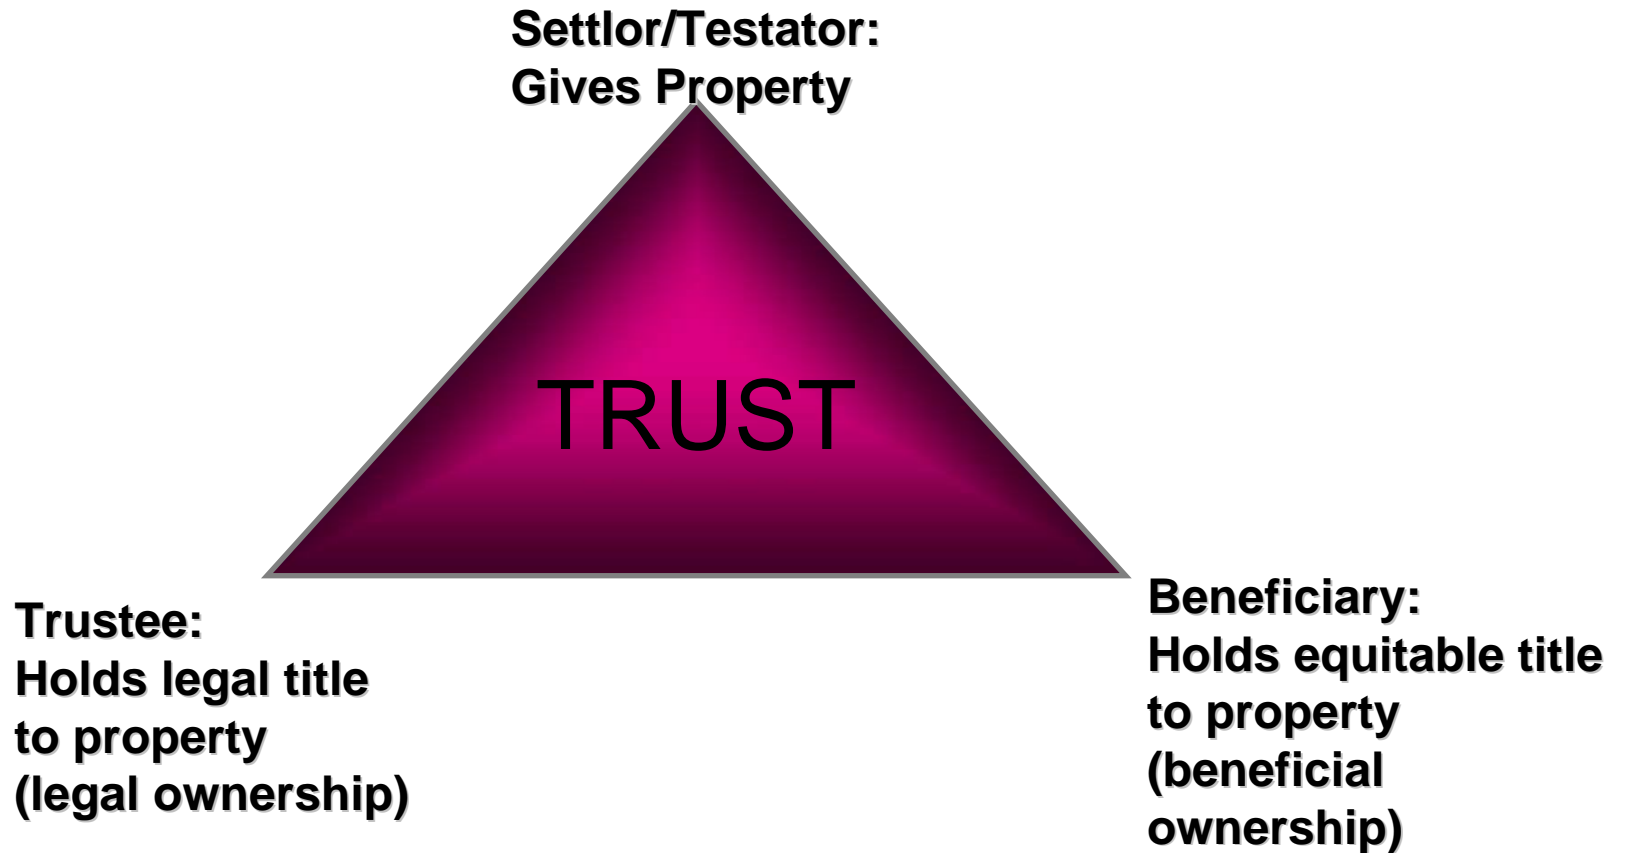 Settlor/Testator:
Gives Property
TRUST
Trustee:
Holds legal title
to property
(legal ownership)
Beneficiary:
Holds equitable title
to property
(beneficial
ownership)